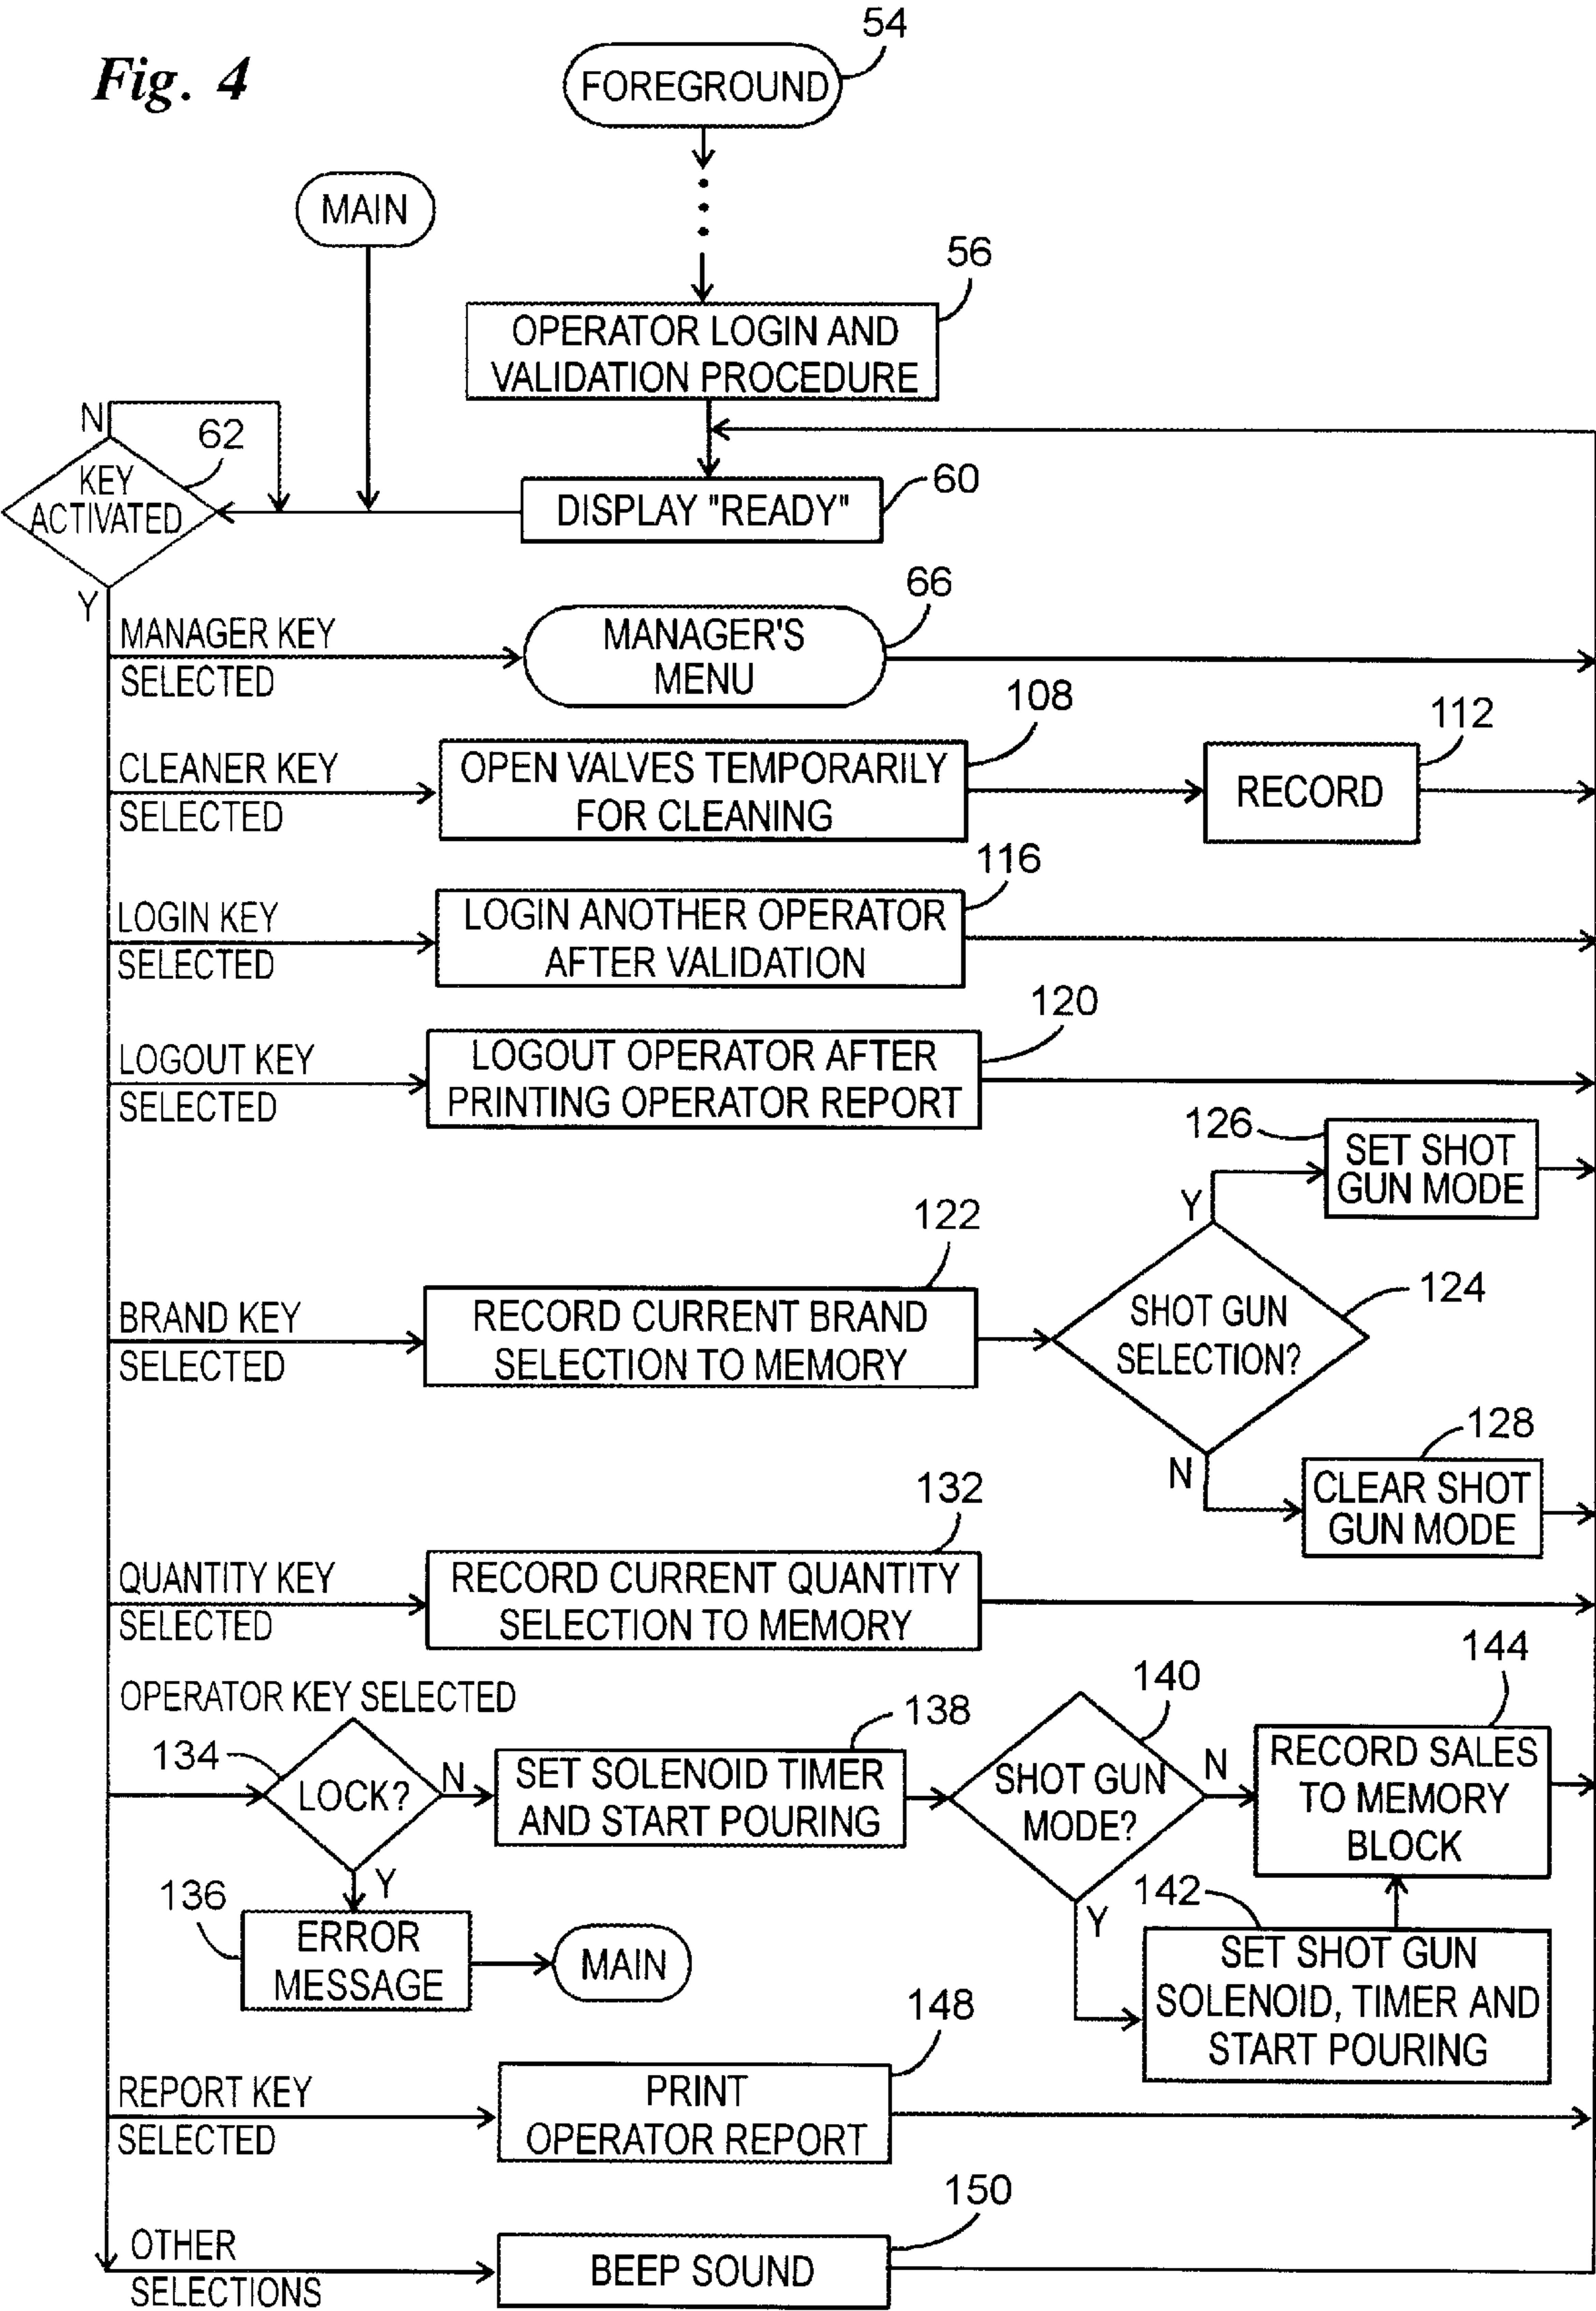 Fig. 4
54
FOREGROUND
MAIN
56
OPERATOR LOGIN AND
VALIDATION PROCEDURE
N
62
KEY
ACTIVATED
60
DISPLAY "READY"
Y
66
MANAGER KEY
SELECTED
MANAGER'S
MENU
108
112
CLEANER KEY
SELECTED
OPEN VALVES TEMPORARILY
FOR CLEANING
RECORD
116
LOGIN KEY
SELECTED
LOGIN ANOTHER OPERATOR
AFTER VALIDATION
120
LOGOUT KEY
SELECTED
LOGOUT OPERATOR AFTER
PRINTING OPERATOR REPORT
126
SET SHOT
GUN MODE
Y
122
124
BRAND KEY
SELECTED
RECORD CURRENT BRAND
SELECTION TO MEMORY
SHOT GUN
SELECTION?
128
N
CLEAR SHOT
GUN MODE
132
QUANTITY KEY
SELECTED
RECORD CURRENT QUANTITY
SELECTION TO MEMORY
144
140
OPERATOR KEY SELECTED
138
134
LOCK?
N
SET SOLENOID TIMER
AND START POURING
SHOT GUN
MODE?
N
RECORD SALES
TO MEMORY
BLOCK
Y
136
142
Y
ERROR
MESSAGE
MAIN
SET SHOT GUN
SOLENOID, TIMER AND
START POURING
148
REPORT KEY
SELECTED
PRINT
OPERATOR REPORT
150
OTHER
SELECTIONS
BEEP SOUND